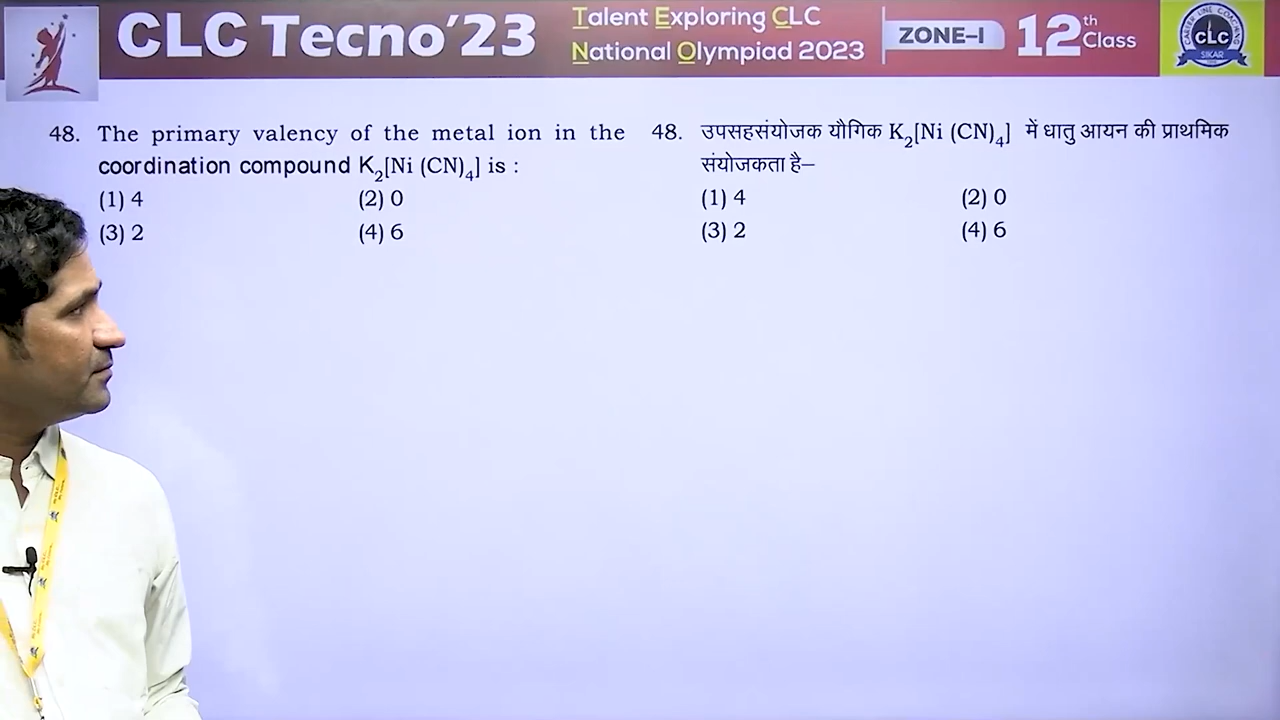 CLC Tecno'23
Talent Exploring CLC
National Olympiad 2023
ZONE–I
12th Class
CLC
SIKAR
48. The primary valency of the metal ion in the
coordination compound K₂[Ni (CN)₄] is :
(1) 4 (2) 0
(3) 2 (4) 6
48. उपसहसंयोजक यौगिक K₂[Ni (CN)₄] में धातु आयन की प्राथमिक
संयोजकता है–
(1) 4 (2) 0
(3) 2 (4) 6